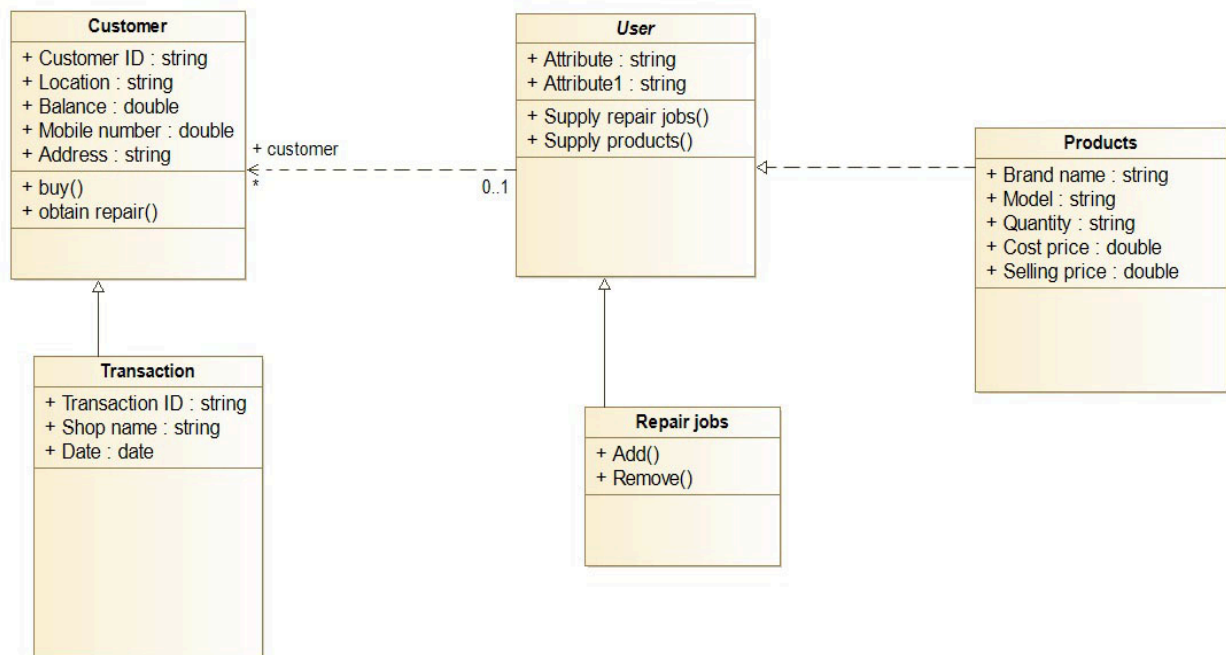 Customer
+ Customer ID : string
+ Location : string
+ Balance : double
+ Mobile number : double
+ Address : string
+ buy()
+ obtain repair()
+ customer
*
0..1
User
+ Attribute : string
+ Attribute1 : string
+ Supply repair jobs()
+ Supply products()
Products
+ Brand name : string
+ Model : string
+ Quantity : string
+ Cost price : double
+ Selling price : double
Transaction
+ Transaction ID : string
+ Shop name : string
+ Date : date
Repair jobs
+ Add()
+ Remove()